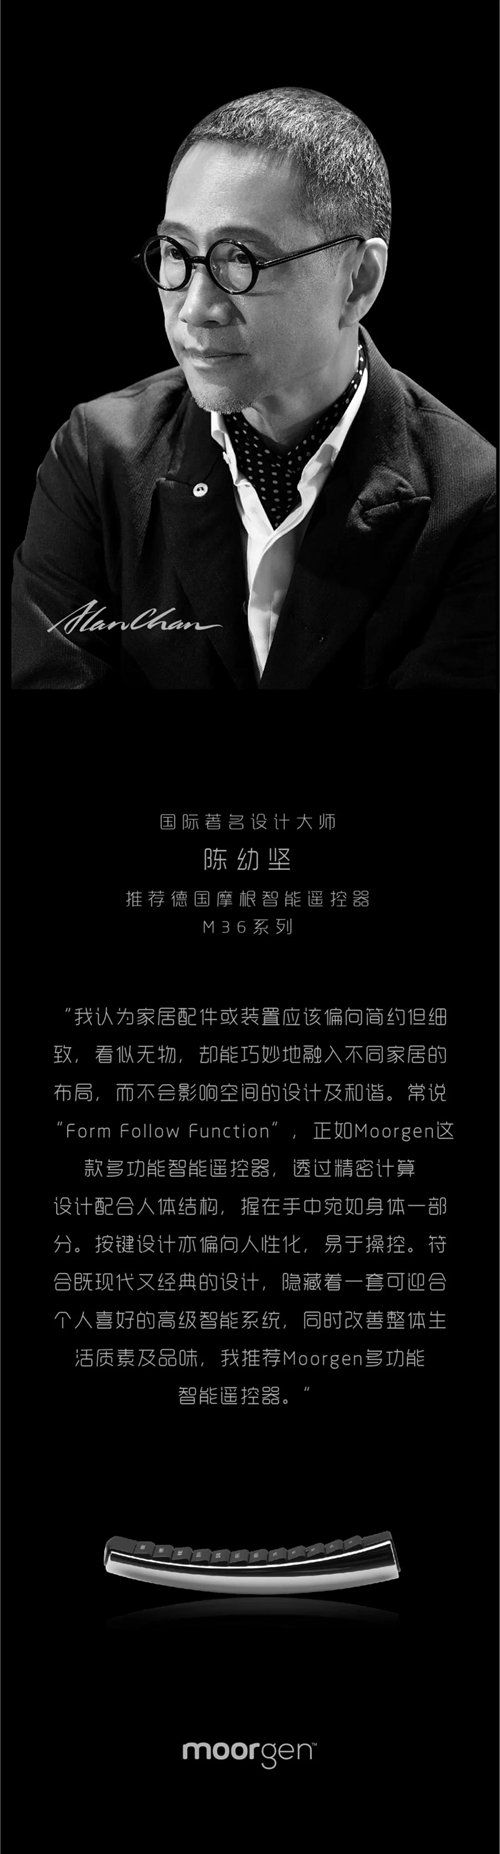 Alan Chan
国际著名设计大师
陈幼坚
推荐德国摩根智能遥控器
M36系列
“我认为家居配件或装置应该偏向简约但细
致，看似无物，却能巧妙地融入不同家居的
布局，而不会影响空间的设计及和谐。常说
“Form Follow Function”，正如Moorgen这
款多功能智能遥控器，透过精密计算
设计配合人体结构，握在手中宛如身体一部
分。按键设计亦偏向人性化，易于操控。符
合既现代又经典的设计，隐藏着一套可迎合
个人喜好的高级智能系统，同时改善整体生
活质素及品味，我推荐Moorgen多功能
智能遥控器。”
moorgen™